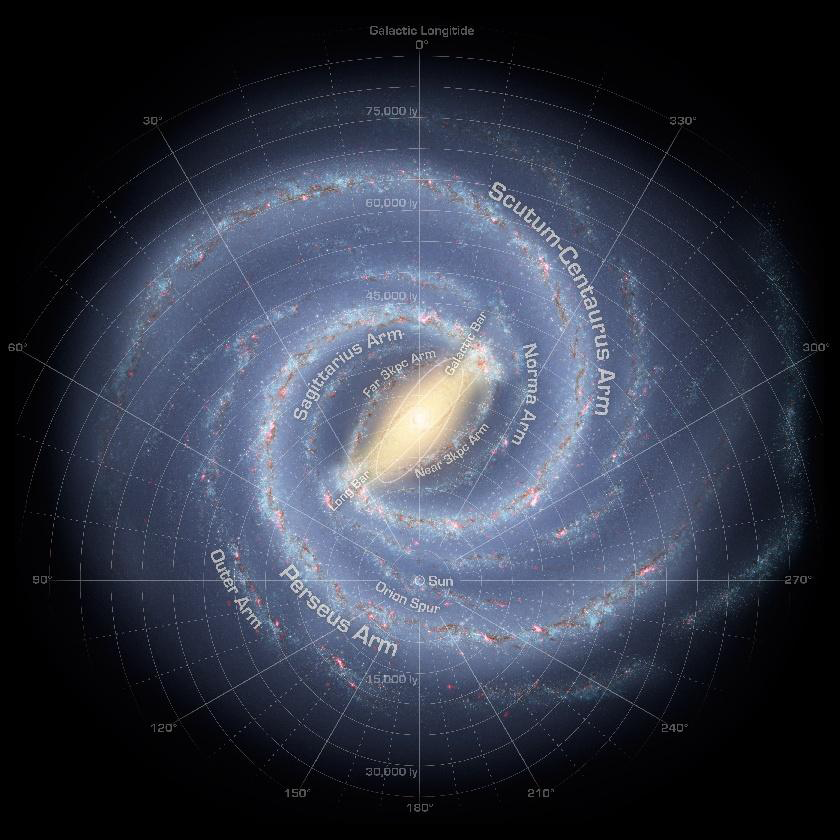 Galactic Longitide
0°
30°
330°
75,000 ly
60,000 ly
Scutum-Centaurus Arm
45,000 ly
60°
300°
Sagittarius Arm
Far 3kpc Arm
Galactic Bar
Norma Arm
Near 3kpc Arm
Long Bar
90°
Sun
270°
Outer Arm
Perseus Arm
Orion Spur
15,000 ly
120°
240°
30,000 ly
150°
210°
180°